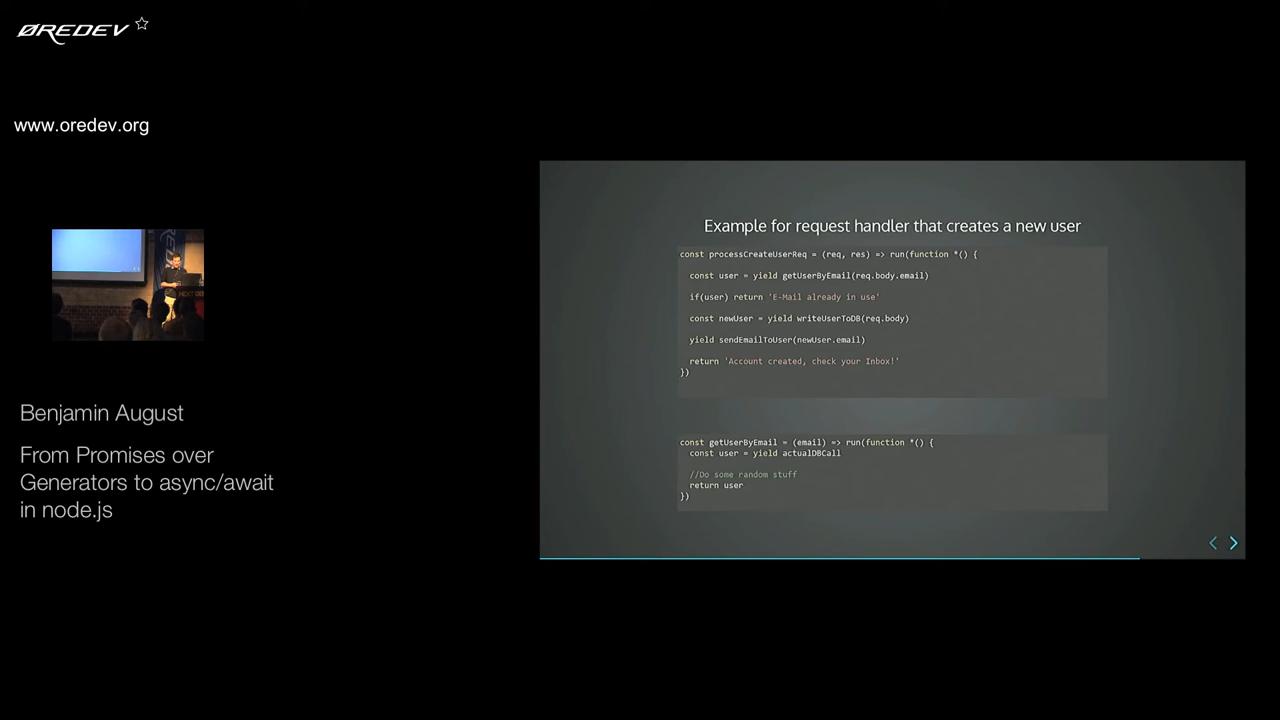 ØREDEV
www.oredev.org
Benjamin August
From Promises over
Generators to async/await
in node.js
Example for request handler that creates a new user
const processCreateUserReq = (req, res) => run(function *() {
const user = yield getUserByEmail(req.body.email)
if(user) return 'E-Mail already in use'
const newUser = yield writeUserToDB(req.body)
yield sendEmailToUser(newUser.email)
return 'Account created, check your Inbox!'
})
const getUserByEmail = (email) => run(function *() {
const user = yield actualDBCall
//Do some random stuff
return user
})